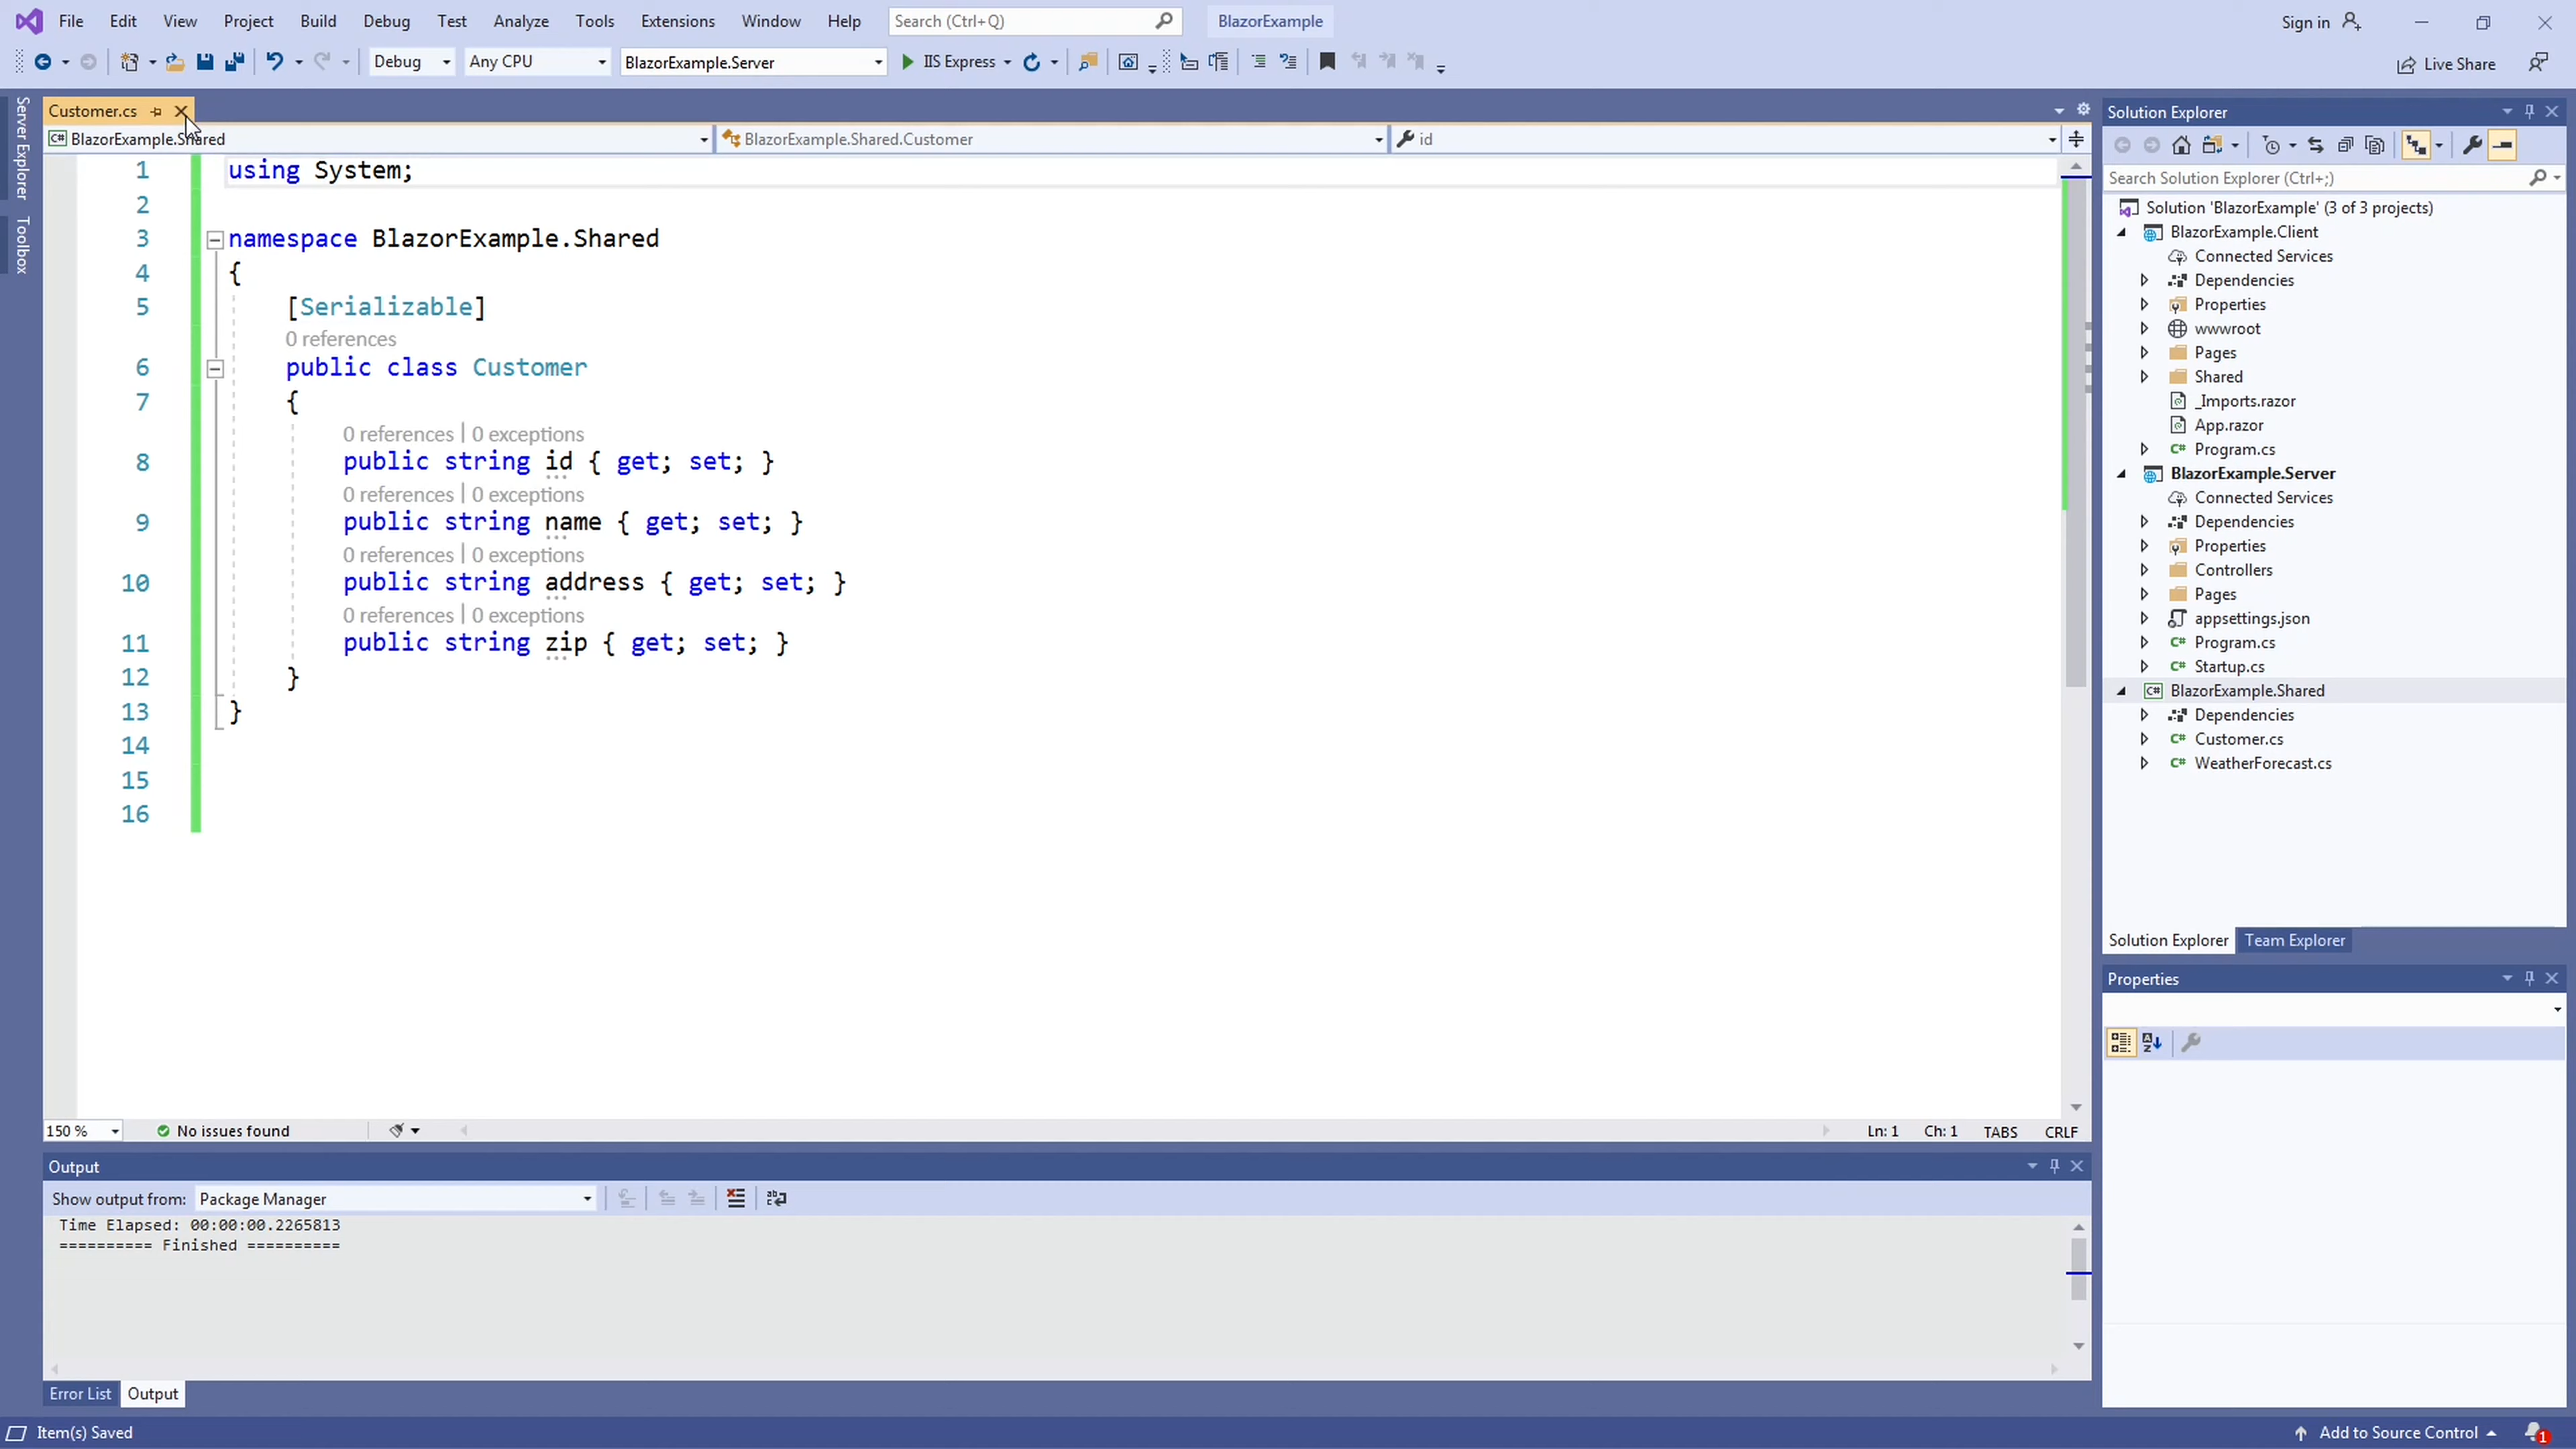 File Edit View Project Build Debug Test Analyze Tools Extensions Window Help Search (Ctrl+Q) BlazorExample Sign in
Debug Any CPU BlazorExample.Server IIS Express Live Share
Server Explorer
Toolbox
Customer.cs
BlazorExample.Shared BlazorExample.Shared.Customer id
1 using System;
2
3 namespace BlazorExample.Shared
4 {
5 [Serializable]
0 references
6 public class Customer
7 {
0 references | 0 exceptions
8 public string id { get; set; }
0 references | 0 exceptions
9 public string name { get; set; }
0 references | 0 exceptions
10 public string address { get; set; }
0 references | 0 exceptions
11 public string zip { get; set; }
12 }
13 }
14
15
16
150 % No issues found Ln: 1 Ch: 1 TABS CRLF
Output
Show output from: Package Manager
Time Elapsed: 00:00:00.2265813
========== Finished ==========
Error List Output
Item(s) Saved
Solution Explorer
Search Solution Explorer (Ctrl+;)
Solution 'BlazorExample' (3 of 3 projects)
BlazorExample.Client
Connected Services
Dependencies
Properties
wwwroot
Pages
Shared
_Imports.razor
App.razor
C# Program.cs
BlazorExample.Server
Connected Services
Dependencies
Properties
Controllers
Pages
appsettings.json
C# Program.cs
C# Startup.cs
C# BlazorExample.Shared
Dependencies
C# Customer.cs
C# WeatherForecast.cs
Solution Explorer Team Explorer
Properties
Add to Source Control 1